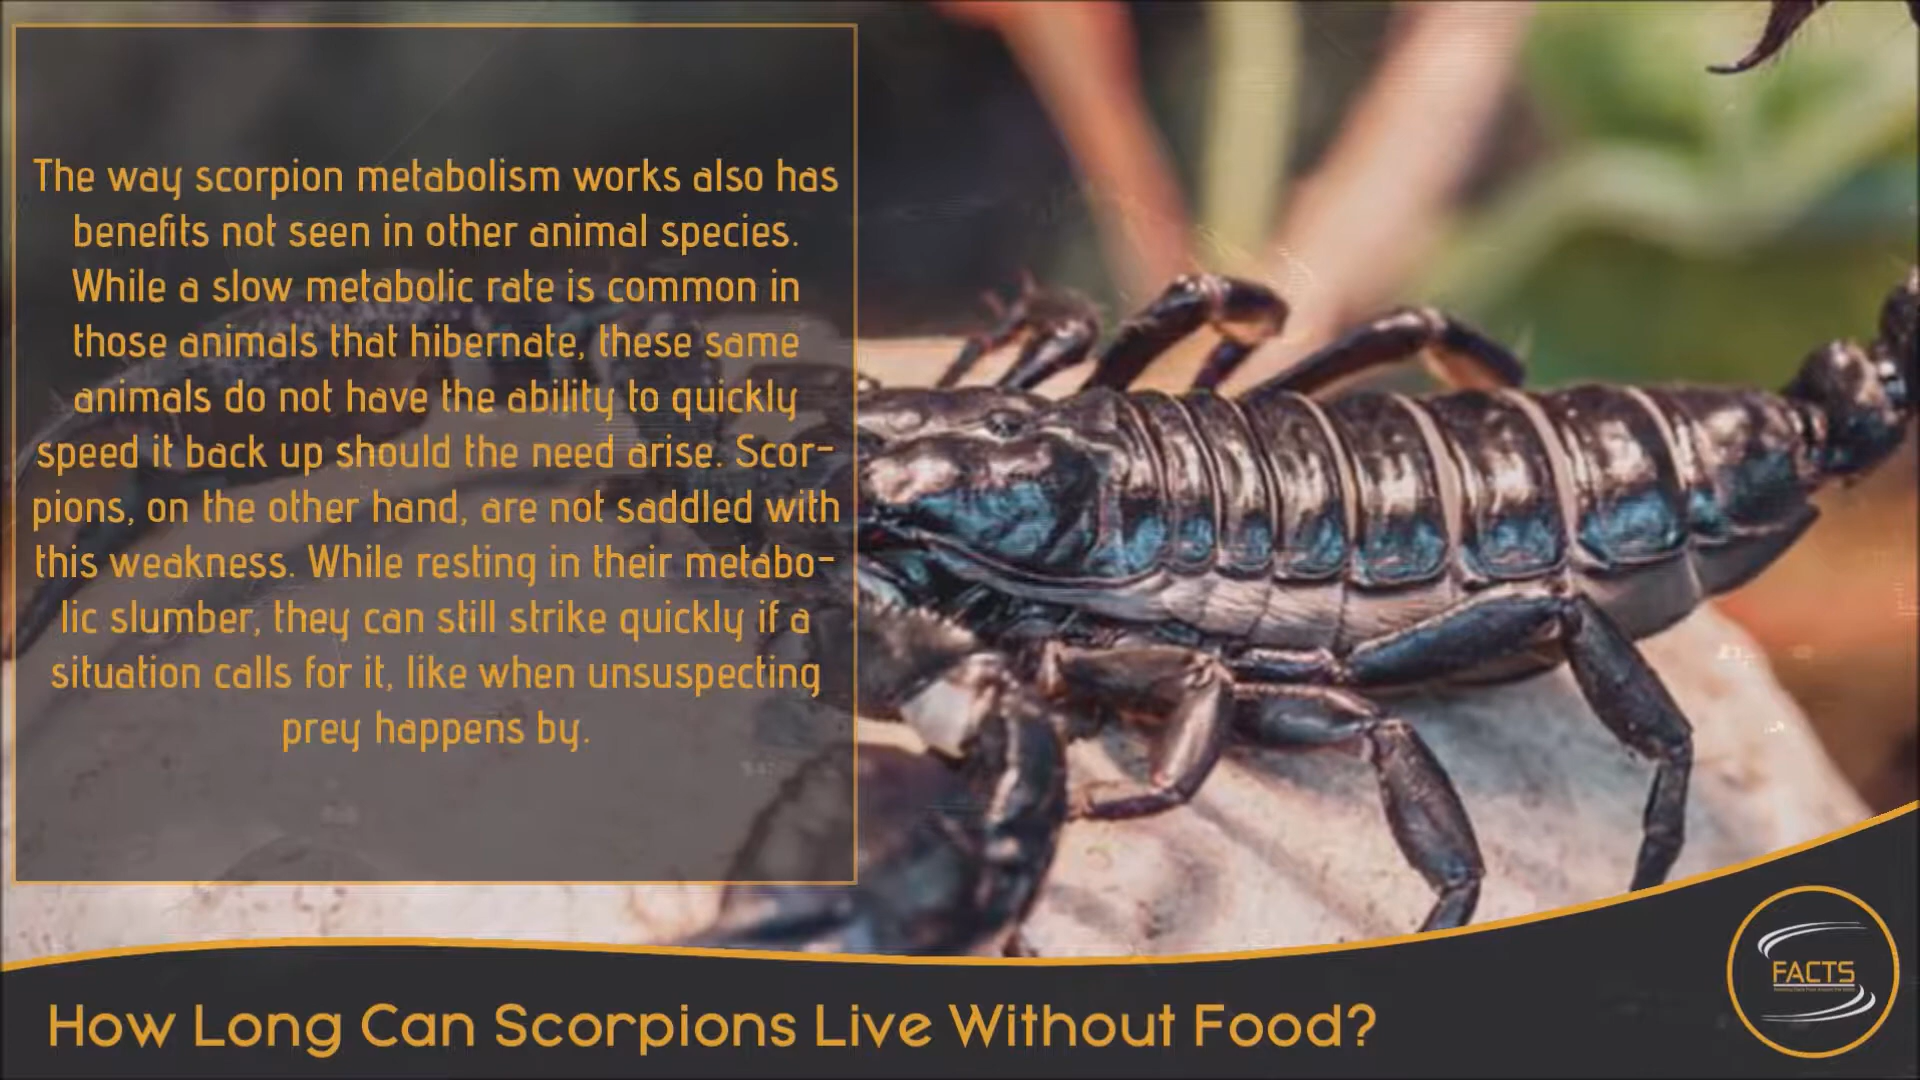 The way scorpion metabolism works also has
benefits not seen in other animal species.
While a slow metabolic rate is common in
those animals that hibernate, these same
animals do not have the ability to quickly
speed it back up should the need arise. Scor-
pions, on the other hand, are not saddled with
this weakness. While resting in their metabo-
lic slumber, they can still strike quickly if a
situation calls for it, like when unsuspecting
prey happens by.
FACTS
How Long Can Scorpions Live Without Food?